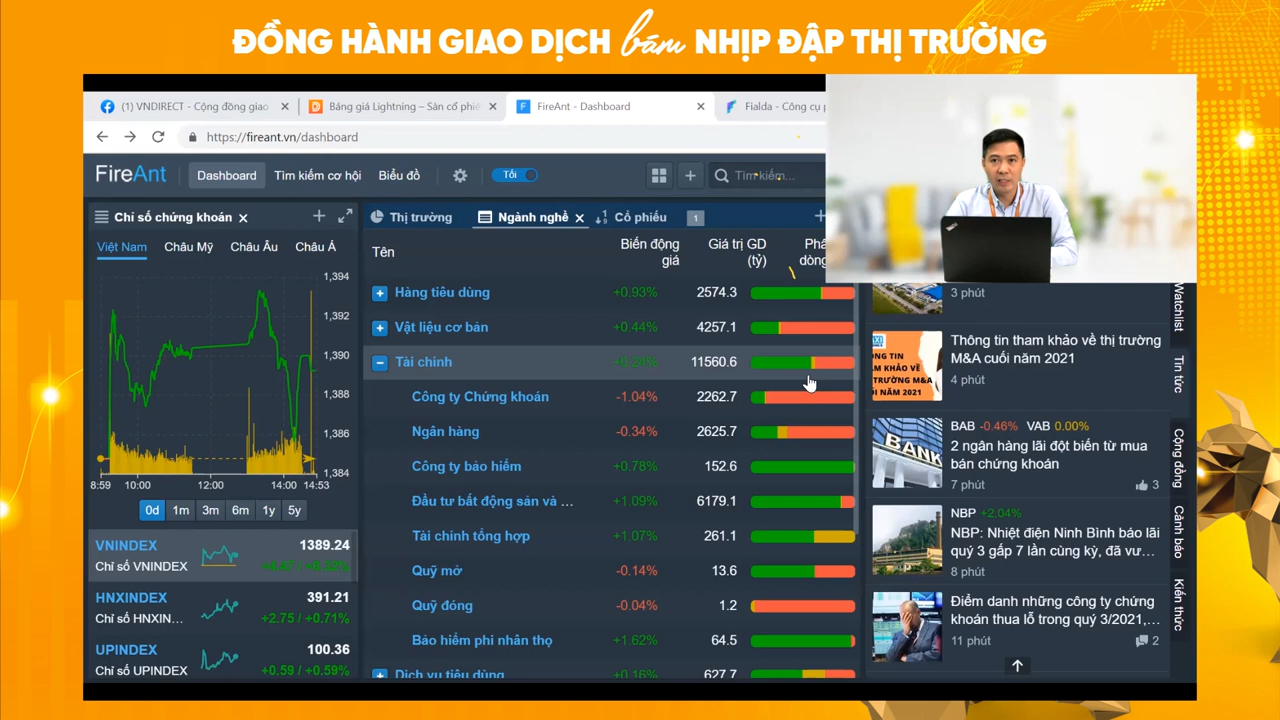 ĐỒNG HÀNH GIAO DỊCH bám NHỊP ĐẬP THỊ TRƯỜNG
(1) VNDIRECT - Cộng đồng giao
Bảng giá Lightning – Sàn cổ phiế
FireAnt - Dashboard
Fialda - Công cụ p
https://fireant.vn/dashboard
FireAnt
Dashboard
Tìm kiếm cơ hội
Biểu đồ
Tối
Tìm kiếm...
Chỉ số chứng khoán
Việt Nam
Châu Mỹ
Châu Âu
Châu Á
1,394
1,392
1,390
1,388
1,386
1,384
8:59
10:00
12:00
14:00
14:53
0d
1m
3m
6m
1y
5y
VNINDEX
1389.24
Chỉ số VNINDEX
HNXINDEX
391.21
Chỉ số HNXIN...
+2.75 / +0.71%
UPINDEX
100.36
Chỉ số UPINDEX
+0.59 / +0.59%
Thị trường
Ngành nghề
Cổ phiếu
1
Tên
Biến động giá
Giá trị GD (tỷ)
Phâ
dòng
Hàng tiêu dùng +0.93% 2574.3
Vật liệu cơ bản +0.44% 4257.1
Tài chính 11560.6
Công ty Chứng khoán -1.04% 2262.7
Ngân hàng -0.34% 2625.7
Công ty bảo hiểm +0.78% 152.6
Đầu tư bất động sản và ... +1.09% 6179.1
Tài chính tổng hợp +1.07% 261.1
Quỹ mở -0.14% 13.6
Quỹ đóng -0.04% 1.2
Bảo hiểm phi nhân thọ +1.62% 64.5
Dịch vụ tiêu dùng +0.16% 627.7
3 phút
Thông tin tham khảo về thị trường
M&A cuối năm 2021
4 phút
BAB -0.46% VAB 0.00%
2 ngân hàng lãi đột biến từ mua
bán chứng khoán
7 phút
3
NBP +2.04%
NBP: Nhiệt điện Ninh Bình báo lãi
quý 3 gấp 7 lần cùng kỳ, đã vư...
8 phút
Điểm danh những công ty chứng
khoán thua lỗ trong quý 3/2021,...
11 phút
2
BANK
Watchlist
Tin tức
Cộng đồng
Cảnh báo
Kiến thức